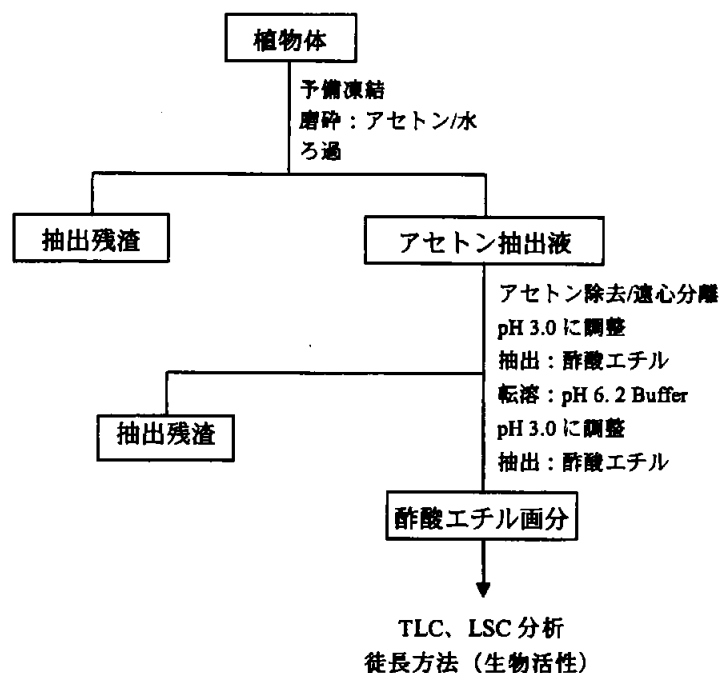 植物体
予備凍結
磨砕：アセトン/水
ろ過
抽出残渣
アセトン抽出液
アセトン除去/遠心分離
pH 3.0 に調整
抽出：酢酸エチル
転溶：pH 6. 2 Buffer
pH 3.0 に調整
抽出：酢酸エチル
抽出残渣
酢酸エチル画分
TLC、LSC 分析
徒長方法（生物活性）